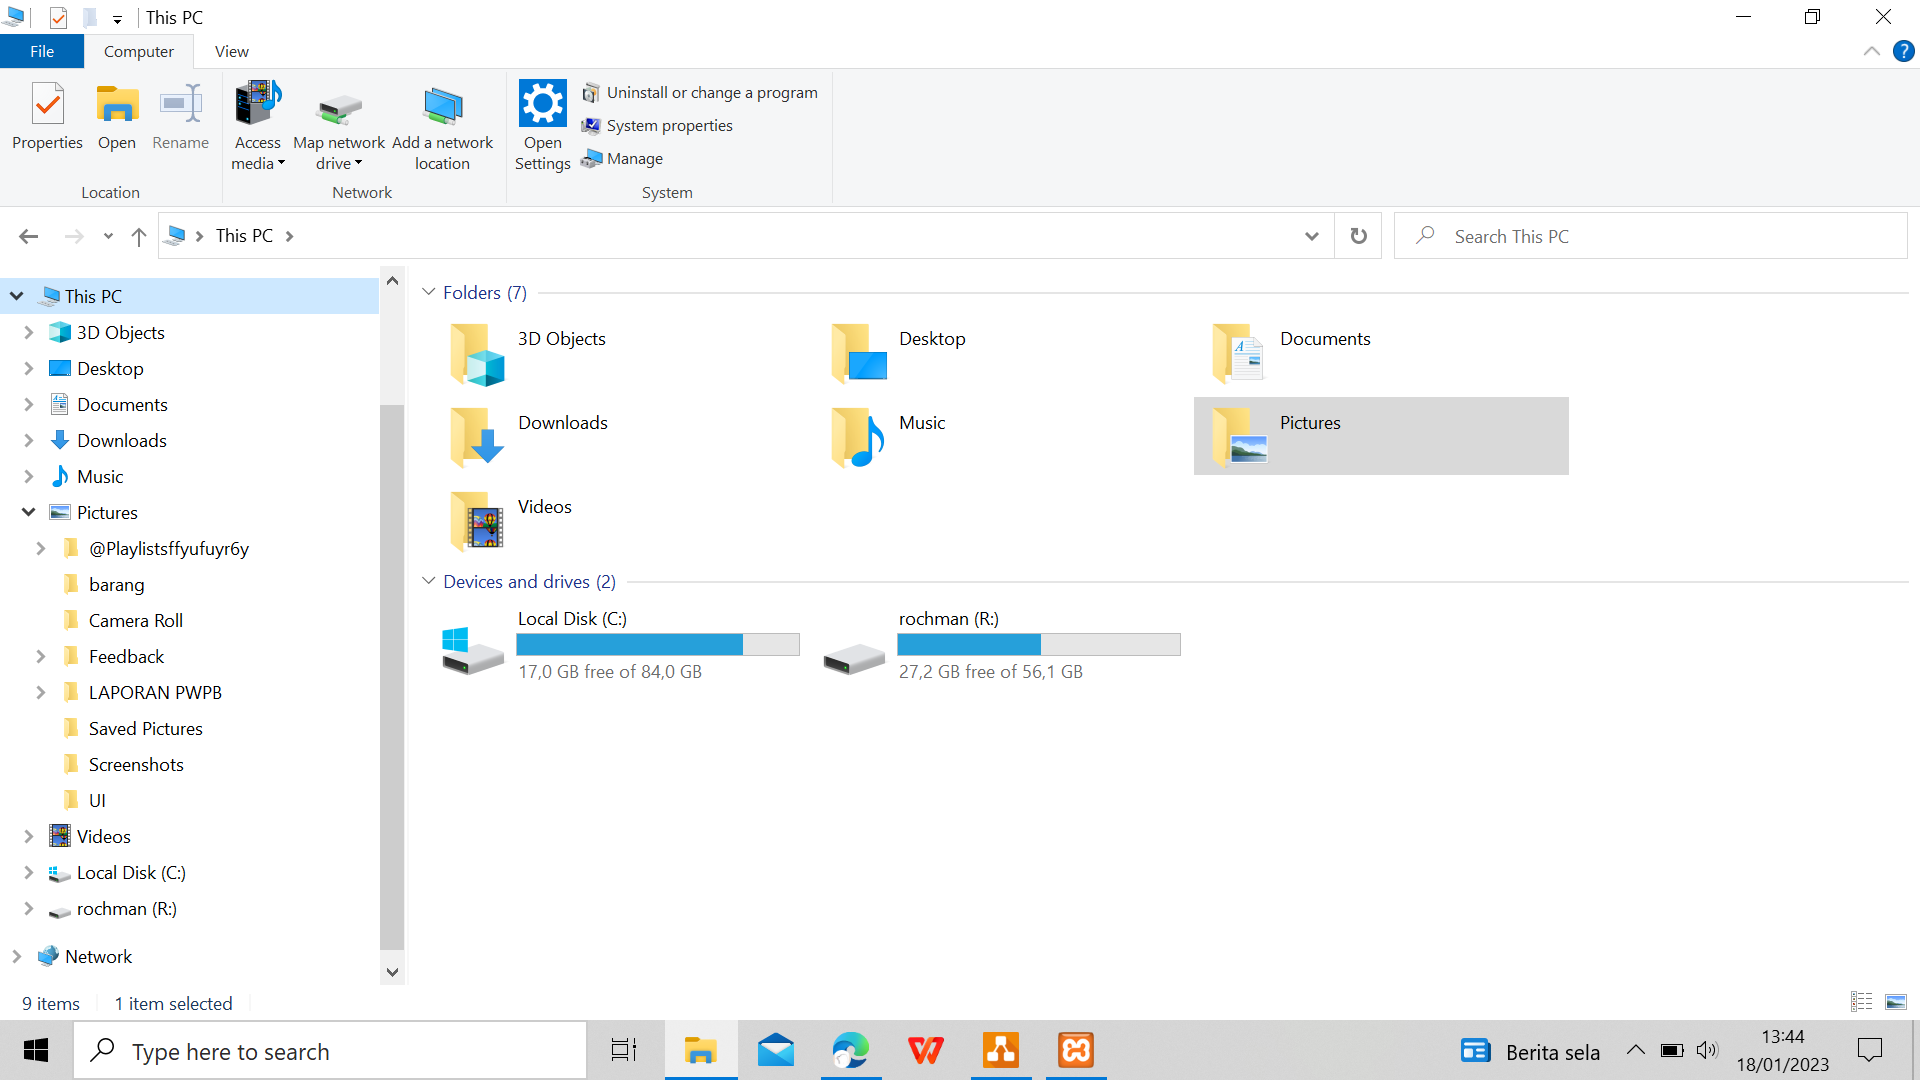 This PC
File
Computer
View
Properties
Open
Rename
Access
media
Map network
drive
Add a network
location
Open
Settings
Uninstall or change a program
System properties
Manage
Location
Network
System
This PC
Search This PC
This PC
3D Objects
Desktop
Documents
Downloads
Music
Pictures
@Playlistsffyufuyr6y
barang
Camera Roll
Feedback
LAPORAN PWPB
Saved Pictures
Screenshots
UI
Videos
Local Disk (C:)
rochman (R:)
Network
Folders (7)
3D Objects
Desktop
Documents
Downloads
Music
Pictures
Videos
Devices and drives (2)
Local Disk (C:)
17,0 GB free of 84,0 GB
rochman (R:)
27,2 GB free of 56,1 GB
9 items
1 item selected
Type here to search
Berita sela
13:44
18/01/2023